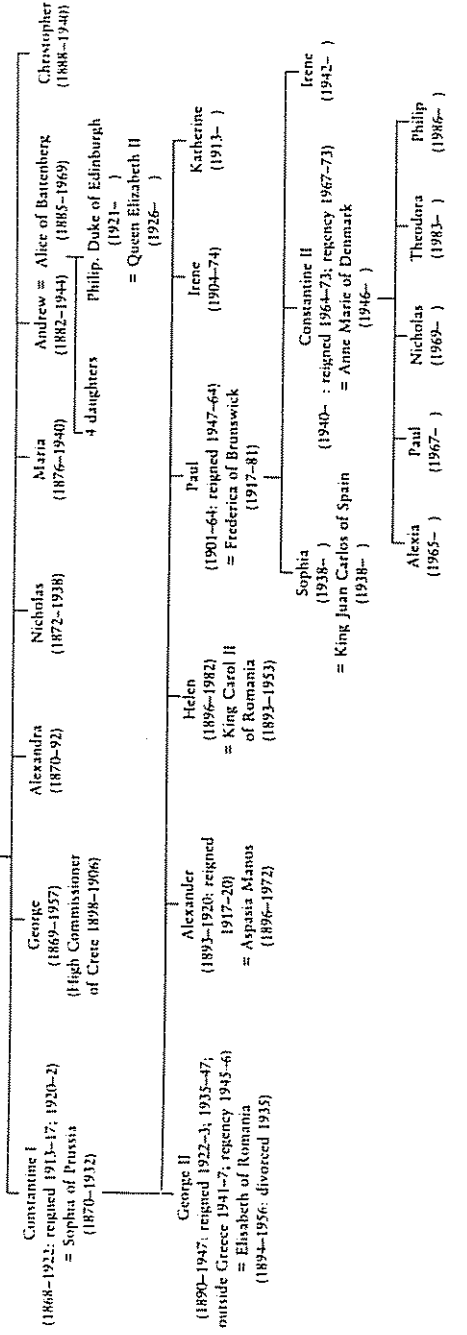 Constantine I
(1868–1922: reigned 1913–17; 1920–2)
= Sophia of Prussia
(1870–1932)
George
(1869–1957)
(High Commissioner
of Crete 1898–1906)
Alexandra
(1870–92)
Nicholas
(1872–1938)
Maria
(1876–1940)
Andrew = Alice of Battenberg
(1882–1944) (1885–1969)
Christopher
(1888–1940)
4 daughters
Philip, Duke of Edinburgh
(1921– )
= Queen Elizabeth II
(1926– )
George II
(1890–1947: reigned 1922–3; 1935–47;
outside Greece 1941–7; regency 1945–6)
= Elisabeth of Romania
(1894–1956: divorced 1935)
Alexander
(1893–1920: reigned
1917–20)
= Aspasia Manos
(1896–1972)
Helen
(1896–1982)
= King Carol II
of Romania
(1893–1953)
Paul
(1901–64: reigned 1947–64)
= Frederica of Brunswick
(1917–81)
Irene
(1904–74)
Katherine
(1913– )
Sophia
(1938– )
= King Juan Carlos of Spain
(1938– )
Constantine II
(1940– : reigned 1964–73; regency 1967–73)
= Anne Marie of Denmark
(1946– )
Irene
(1942– )
Alexia
(1965– )
Paul
(1967– )
Nicholas
(1969– )
Theodora
(1983– )
Philip
(1986– )